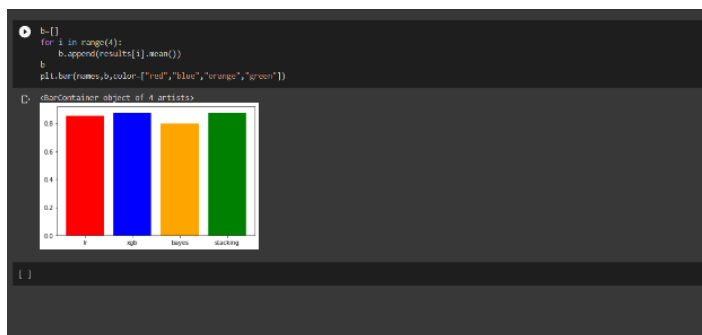 b=[]
for i in range(4):
b.append(results[i].mean())
b
plt.bar(names,b,color=["red","blue","orange","green"])
<BarContainer object of 4 artists>
0.8
0.6
0.4
0.2
0.0
lr xgb bayes stacking
[ ]